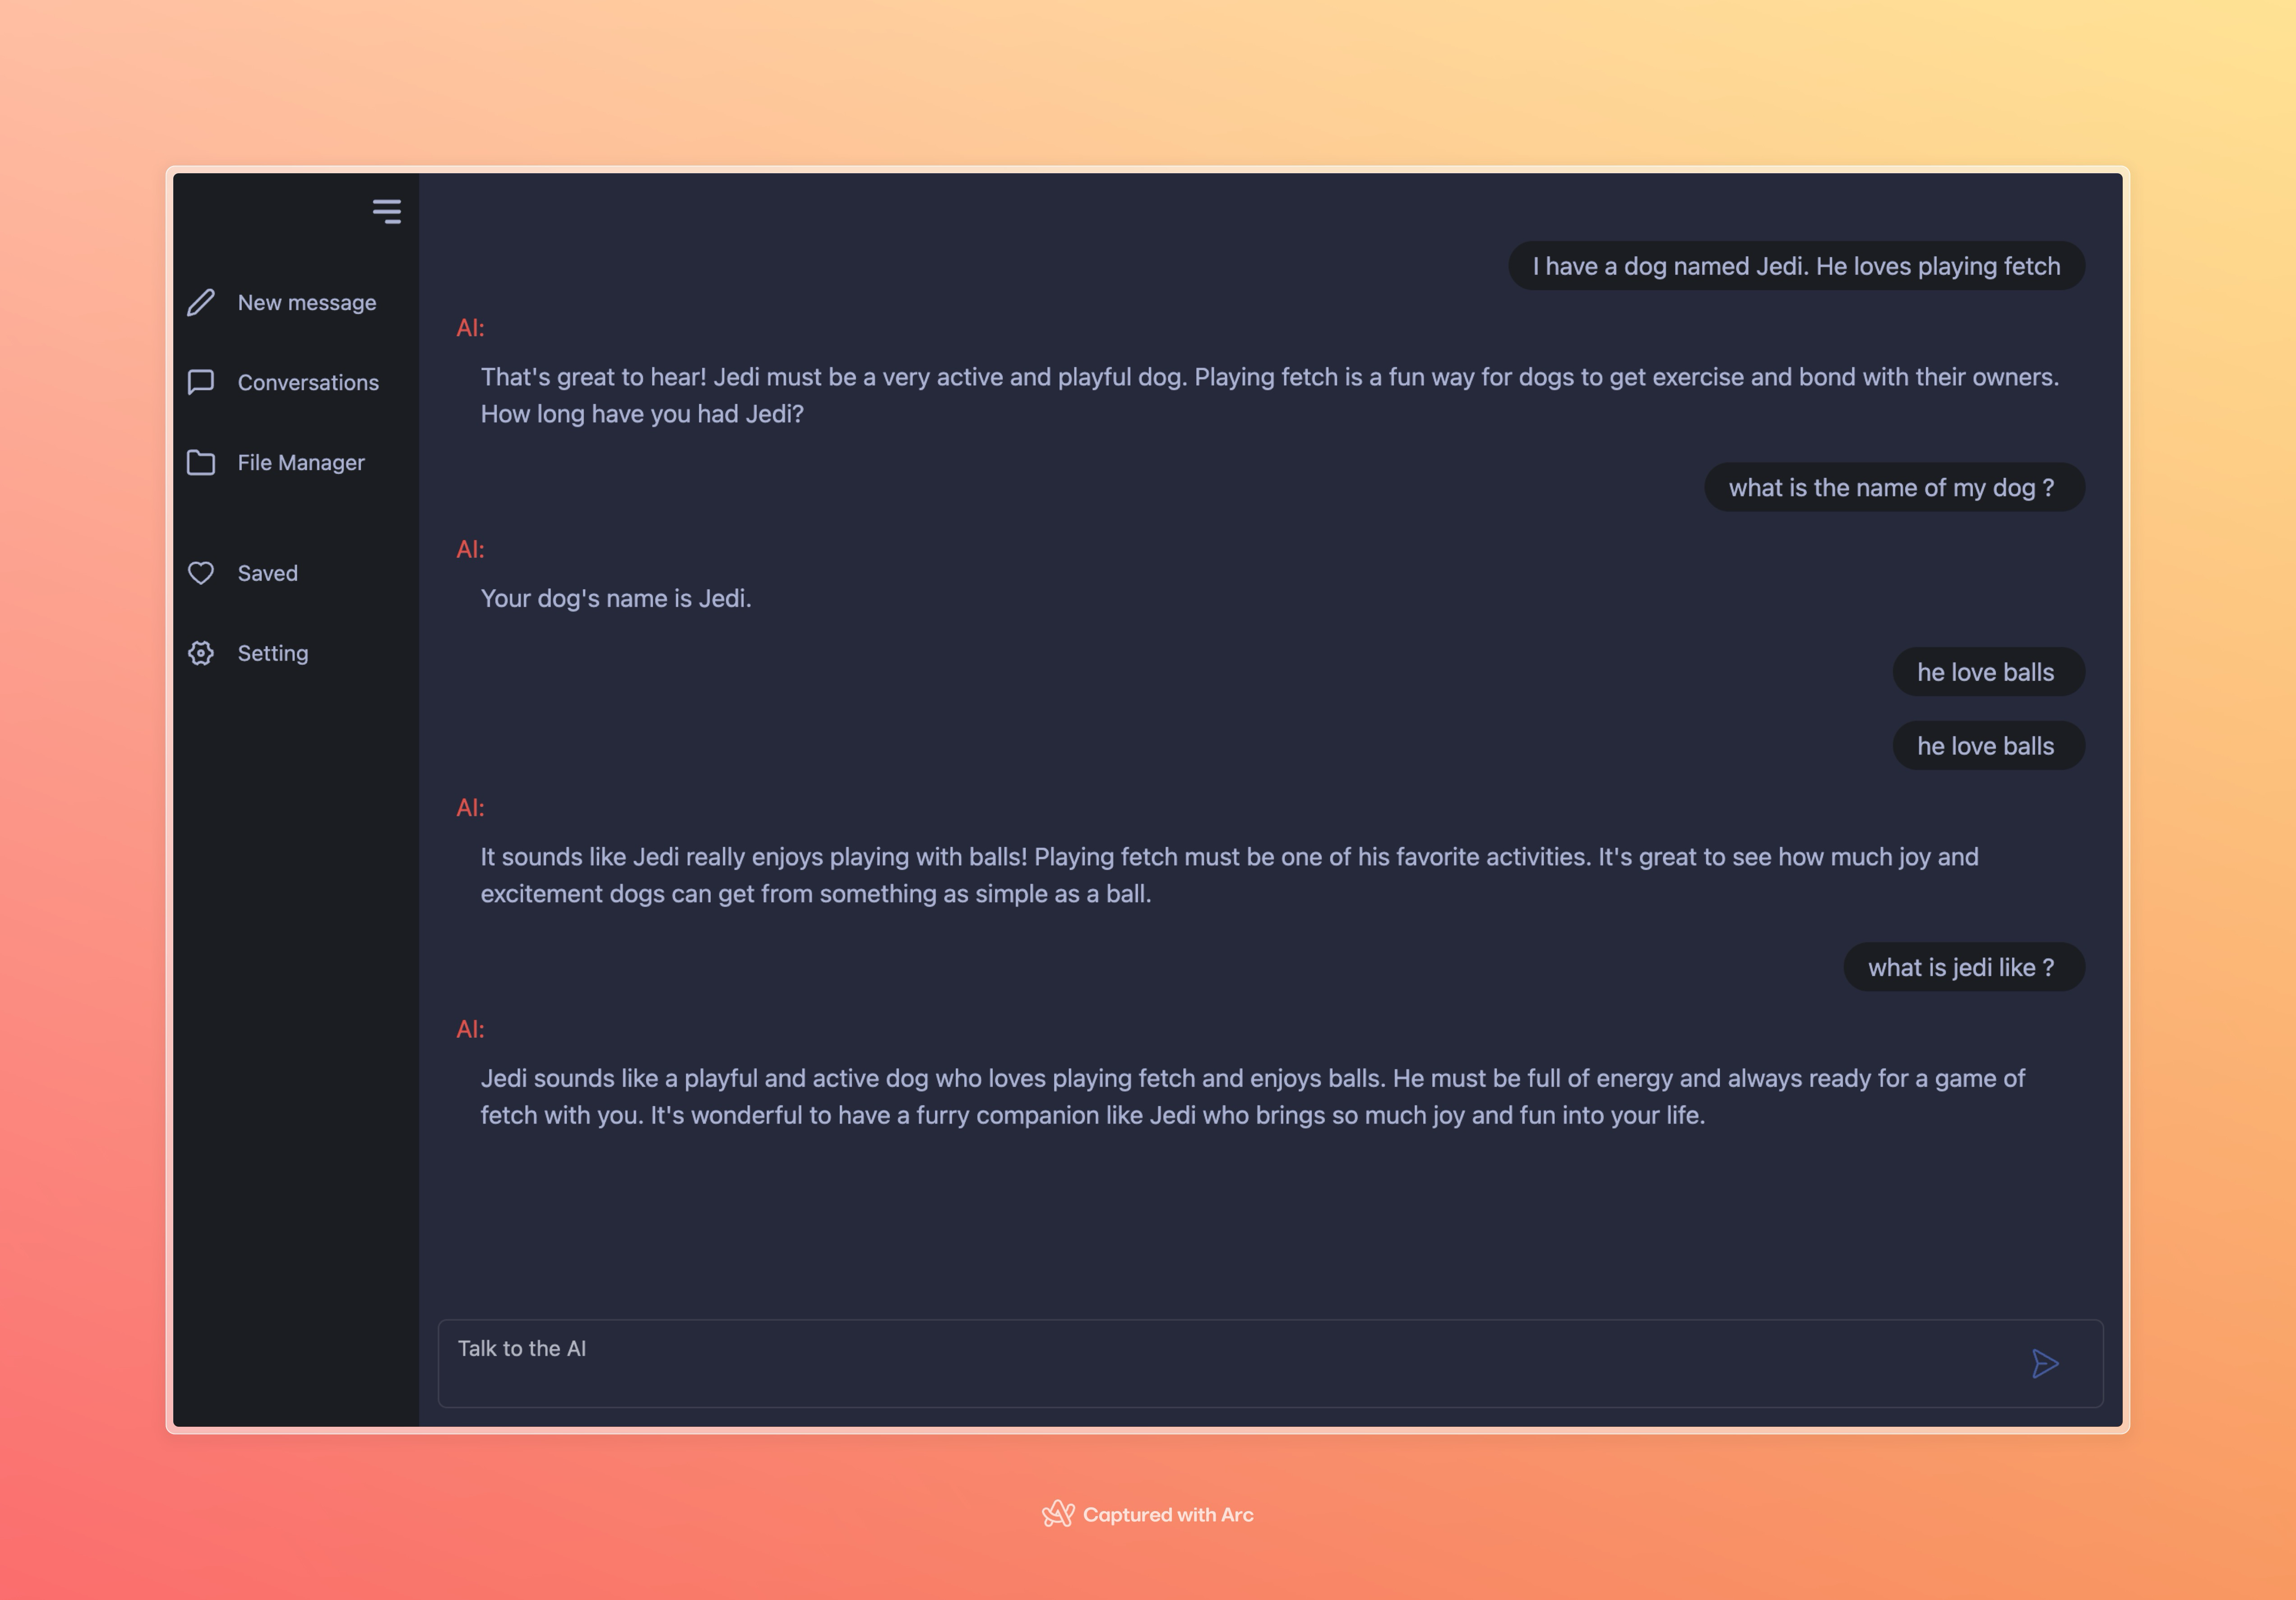 New message
Conversations
File Manager
Saved
Setting
I have a dog named Jedi. He loves playing fetch
AI:
That's great to hear! Jedi must be a very active and playful dog. Playing fetch is a fun way for dogs to get exercise and bond with their owners.
How long have you had Jedi?
what is the name of my dog ?
AI:
Your dog's name is Jedi.
he love balls
he love balls
AI:
It sounds like Jedi really enjoys playing with balls! Playing fetch must be one of his favorite activities. It's great to see how much joy and
excitement dogs can get from something as simple as a ball.
what is jedi like ?
AI:
Jedi sounds like a playful and active dog who loves playing fetch and enjoys balls. He must be full of energy and always ready for a game of
fetch with you. It's wonderful to have a furry companion like Jedi who brings so much joy and fun into your life.
Talk to the AI
Captured with Arc